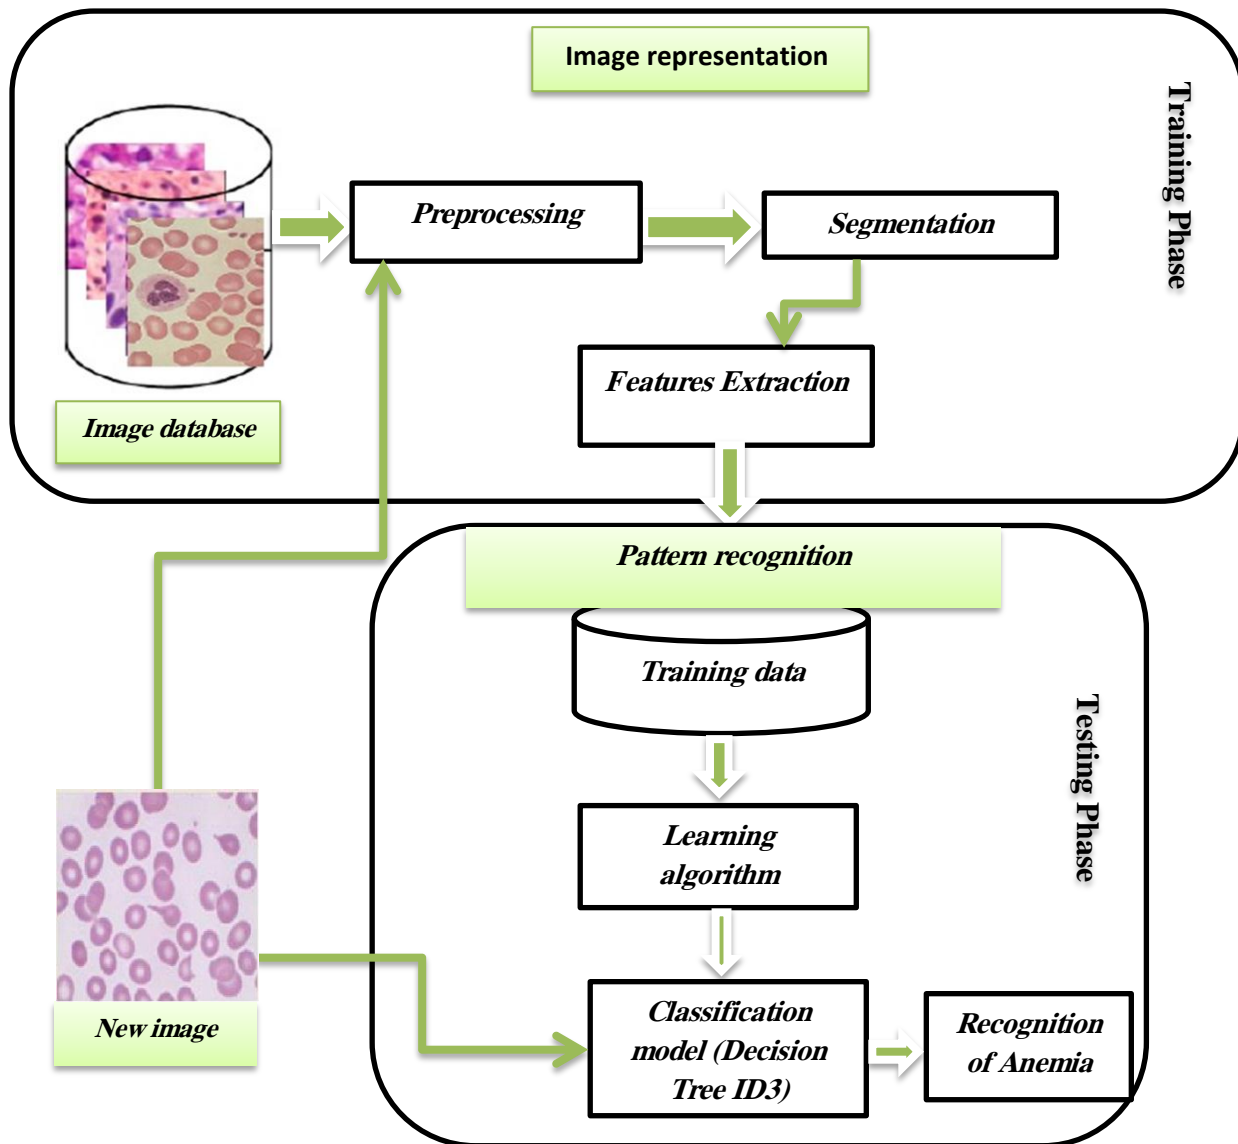 Image representation
Training Phase
Preprocessing
Segmentation
Features Extraction
Image database
Pattern recognition
Training data
Testing Phase
Learning
algorithm
New image
Classification
model (Decision
Tree ID3)
Recognition
of Anemia